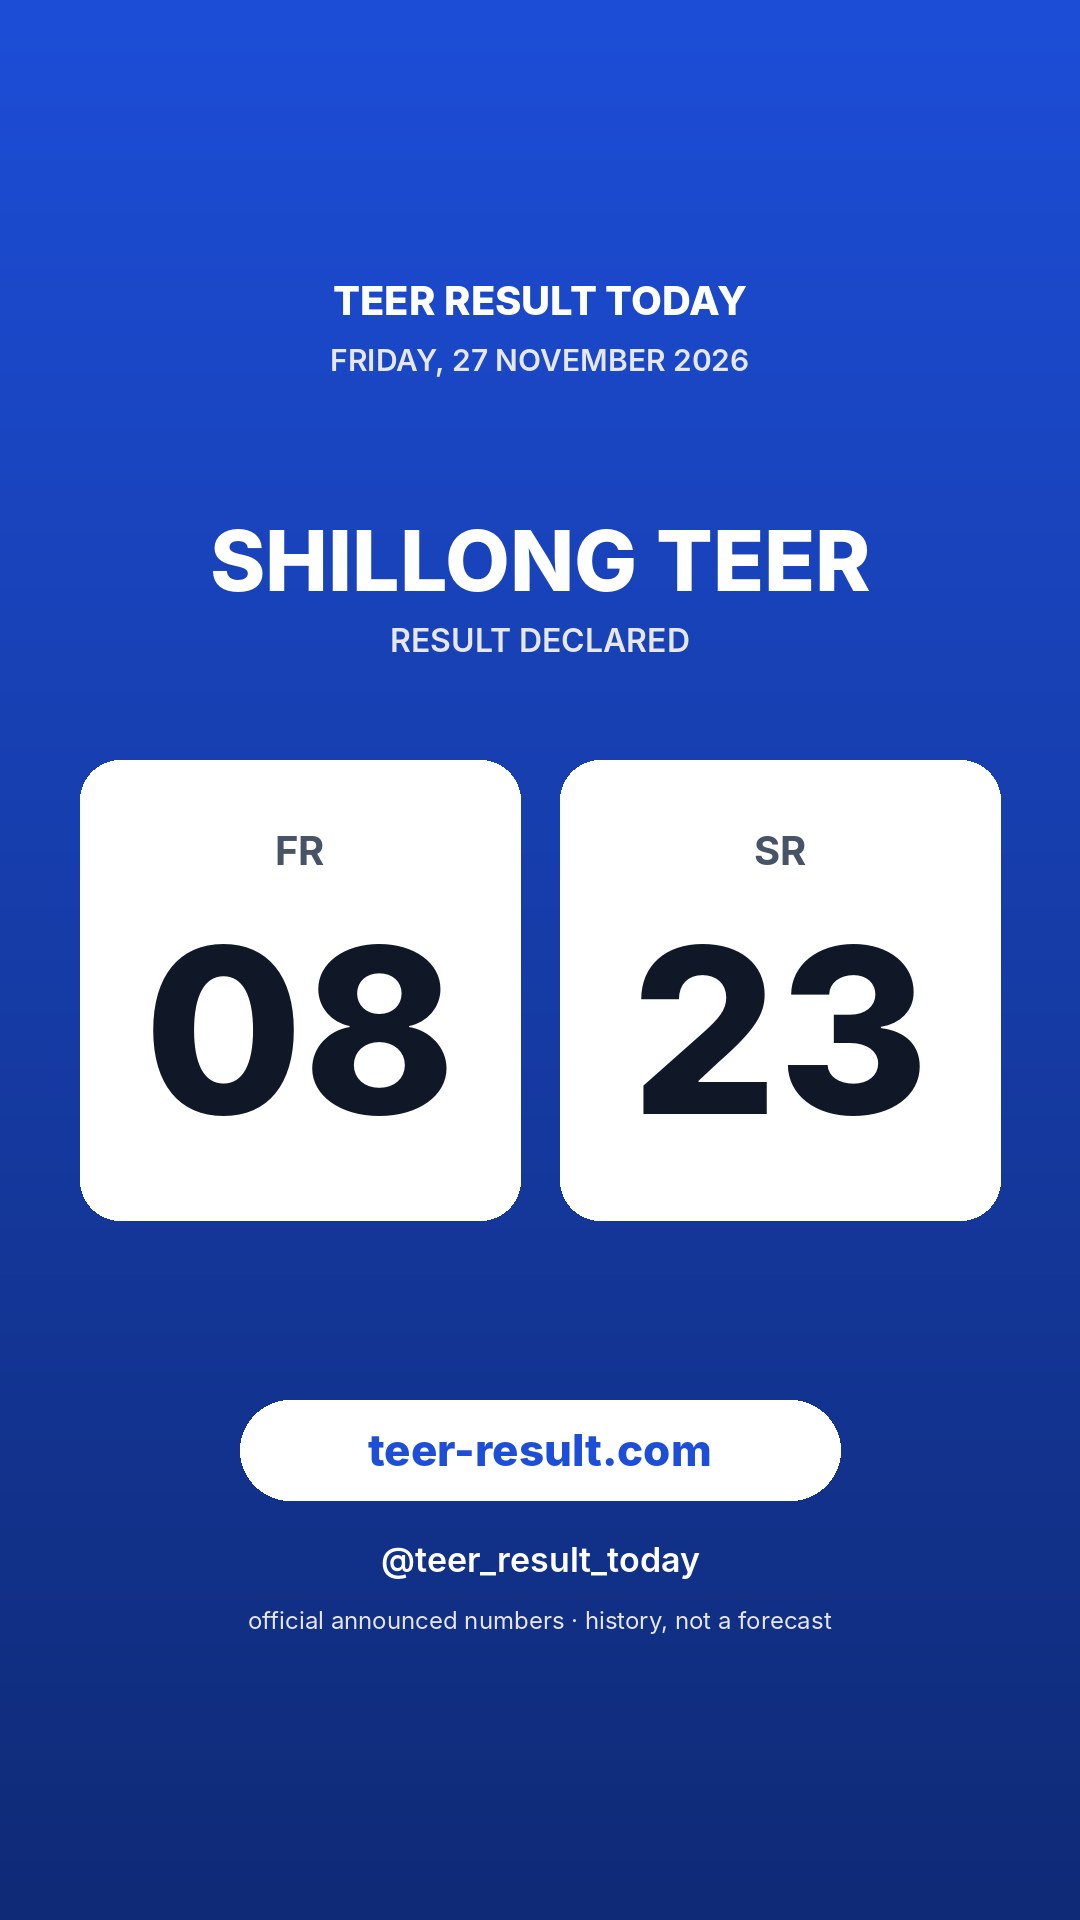 TEER RESULT TODAY
FRIDAY, 27 NOVEMBER 2026
SHILLONG TEER
RESULT DECLARED
FR
08
SR
23
teer-result.com
@teer_result_today
official announced numbers · history, not a forecast